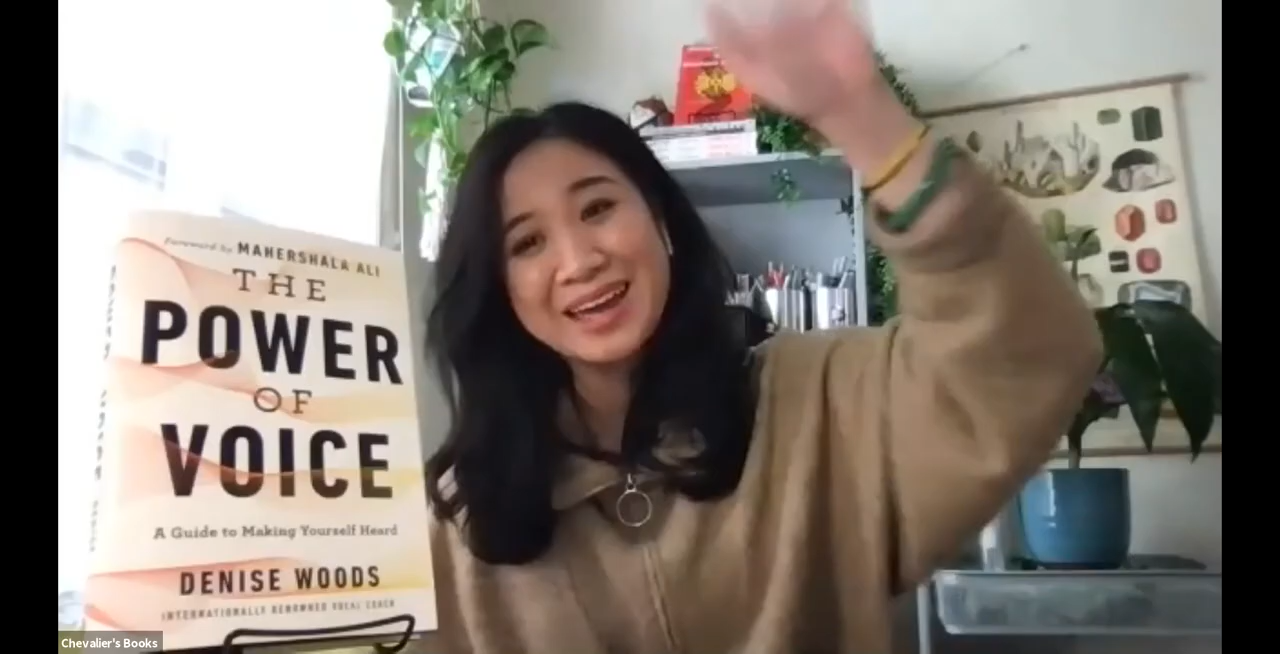 Foreword by MAHERSHALA ALI
THE
POWER
OF
VOICE
A Guide to Making Yourself Heard
DENISE WOODS
INTERNATIONALLY RENOWNED VOCAL COACH
Chevalier's Books